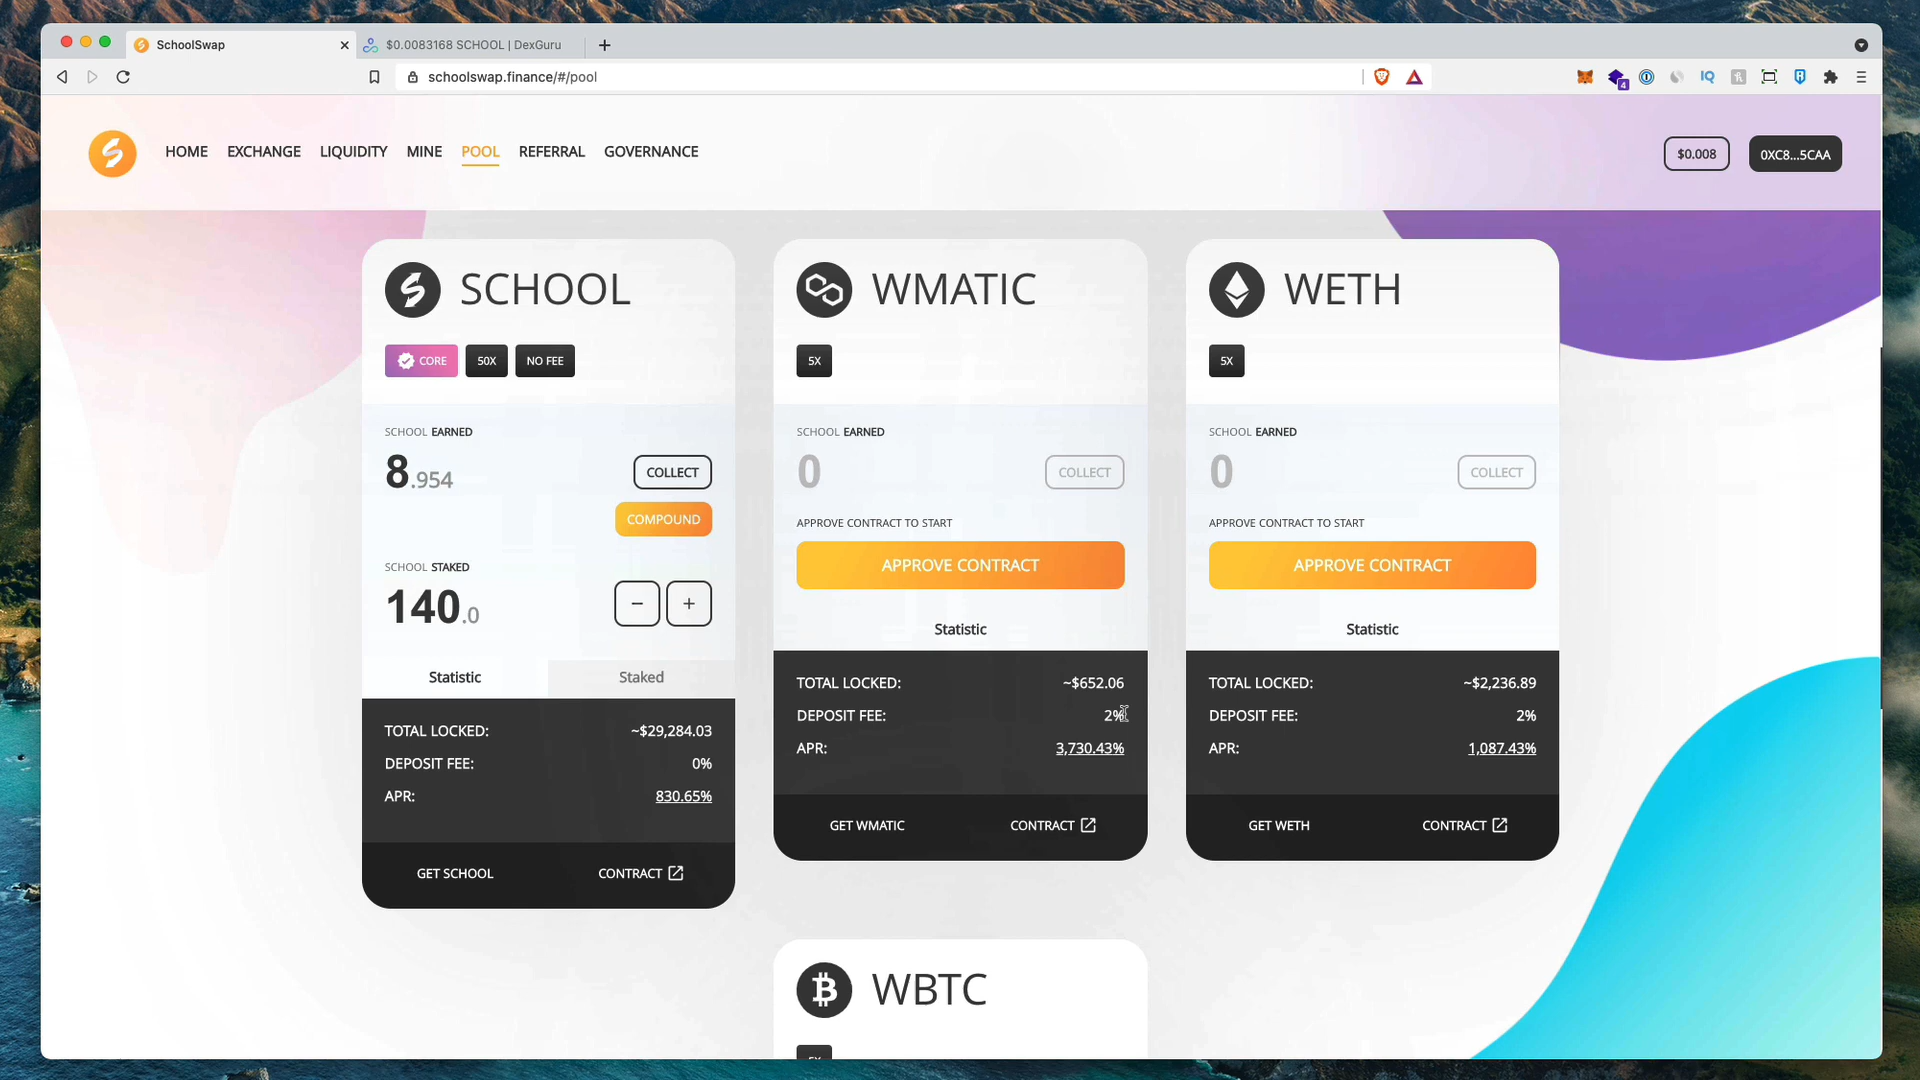 SchoolSwap
$0.0083168 SCHOOL | DexGuru
schoolswap.finance/#/pool
IQ
4
HOME
EXCHANGE
LIQUIDITY
MINE
POOL
REFERRAL
GOVERNANCE
$0.008
0XC8...5CAA
SCHOOL
CORE
50X
NO FEE
SCHOOL EARNED
8.954
COLLECT
COMPOUND
SCHOOL STAKED
140.0
Statistic
Staked
TOTAL LOCKED: ~$29,284.03
DEPOSIT FEE: 0%
APR: 830.65%
GET SCHOOL
CONTRACT
WMATIC
5X
SCHOOL EARNED
0
COLLECT
APPROVE CONTRACT TO START
APPROVE CONTRACT
Statistic
TOTAL LOCKED: ~$652.06
DEPOSIT FEE: 2%
APR: 3,730.43%
GET WMATIC
CONTRACT
WETH
5X
SCHOOL EARNED
0
COLLECT
APPROVE CONTRACT TO START
APPROVE CONTRACT
Statistic
TOTAL LOCKED: ~$2,236.89
DEPOSIT FEE: 2%
APR: 1,087.43%
GET WETH
CONTRACT
WBTC